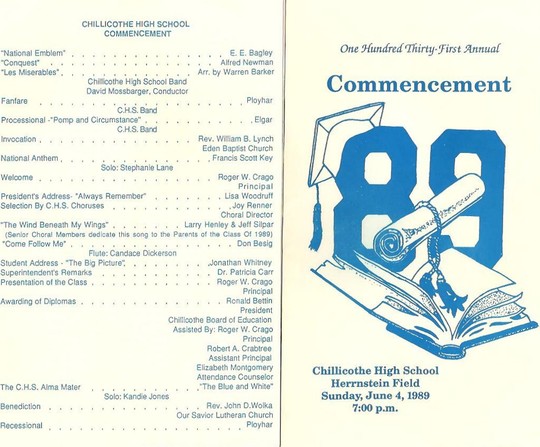 CHILLICOTHE HIGH SCHOOL
COMMENCEMENT
"National Emblem" . . . . . . . . . . . . . . . . E. E. Bagley
"Conquest" . . . . . . . . . . . . . . . . Alfred Newman
"Les Miserables" . . . . . . . . . . . . . Arr. by Warren Barker
Chillicothe High School Band
David Mossbarger, Conductor
Fanfare . . . . . . . . . . . . . . . . Ployhar
C.H.S. Band
Processional -"Pomp and Circumstance" . . . . . . . . . Elgar
C.H.S. Band
Invocation . . . . . . . . . . . . . Rev. William B. Lynch
Eden Baptist Church
National Anthem . . . . . . . . . . . . . Francis Scott Key
Solo: Stephanie Lane
Welcome . . . . . . . . . . . . . Roger W. Crago
Principal
President's Address- "Always Remember" . . . . . . . Lisa Woodruff
Selection By C.H.S. Choruses . . . . . . . . . Joy Renner
Choral Director
"The Wind Beneath My Wings" . . . . . . Larry Henley & Jeff Silpar
(Senior Choral Members dedicate this song to the Parents of the Class Of 1989)
"Come Follow Me" . . . . . . . . . . . . . Don Besig
Flute: Candace Dickerson
Student Address - "The Big Picture" . . . . . . . Jonathan Whitney
Superintendent's Remarks . . . . . . . . . Dr. Patricia Carr
Presentation of the Class . . . . . . . . . Roger W. Crago
Principal
Awarding of Diplomas . . . . . . . . . . . Ronald Bettin
President
Chillicothe Board of Education
Assisted By: Roger W. Crago
Principal
Robert A. Crabtree
Assistant Principal
Elizabeth Montgomery
Attendance Counselor
The C.H.S. Alma Mater . . . . . . . . . "The Blue and White"
Solo: Kandie Jones
Benediction . . . . . . . . . . . . . Rev. John D.Wolka
Our Savior Lutheran Church
Recessional . . . . . . . . . . . . . Ployhar
One Hundred Thirty-First Annual
Commencement
89
Chillicothe High School
Herrnstein Field
Sunday, June 4, 1989
7:00 p.m.